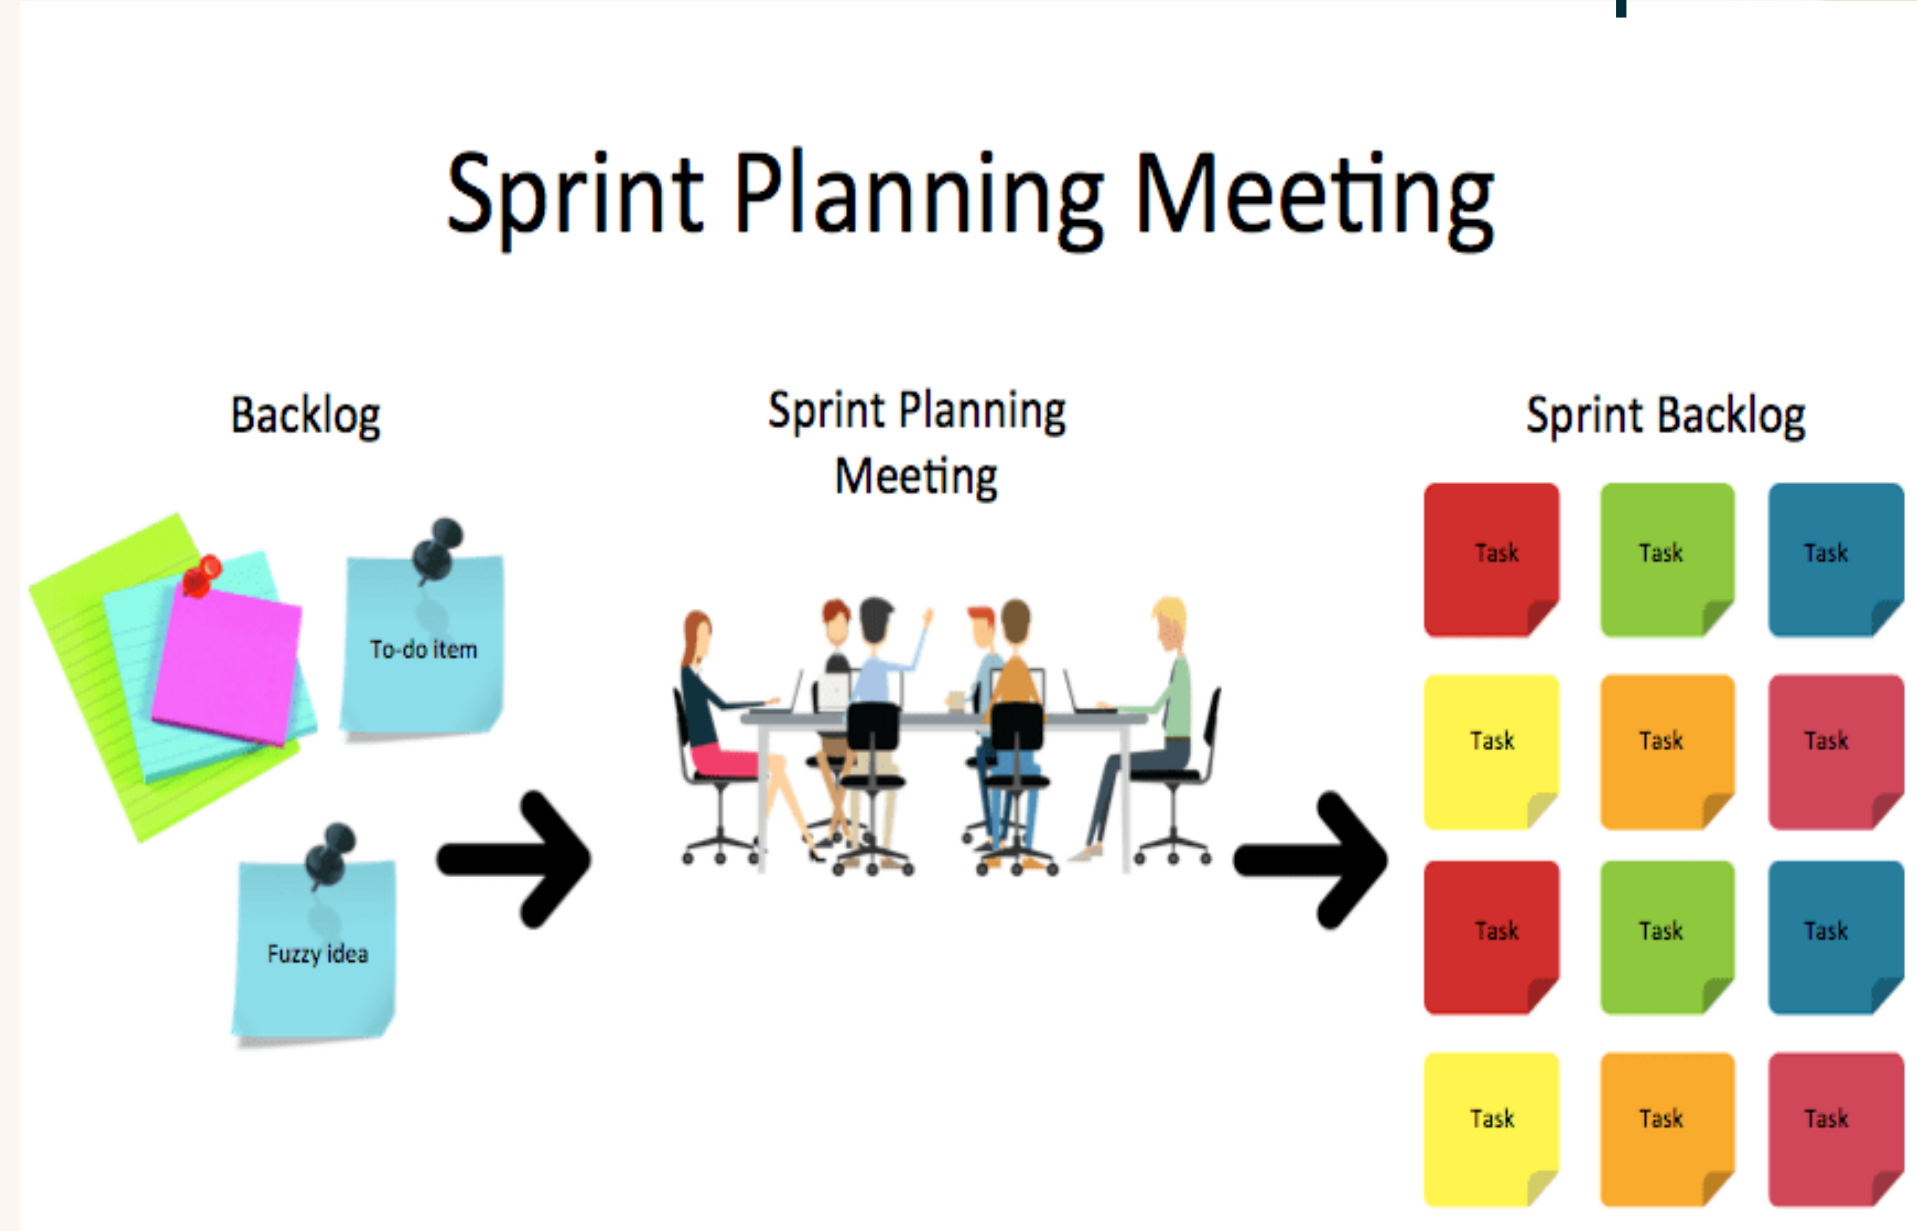 Sprint Planning Meeting
Backlog
To-do item
Fuzzy idea
Sprint Planning
Meeting
Sprint Backlog
Task Task Task
Task Task Task
Task Task Task
Task Task Task